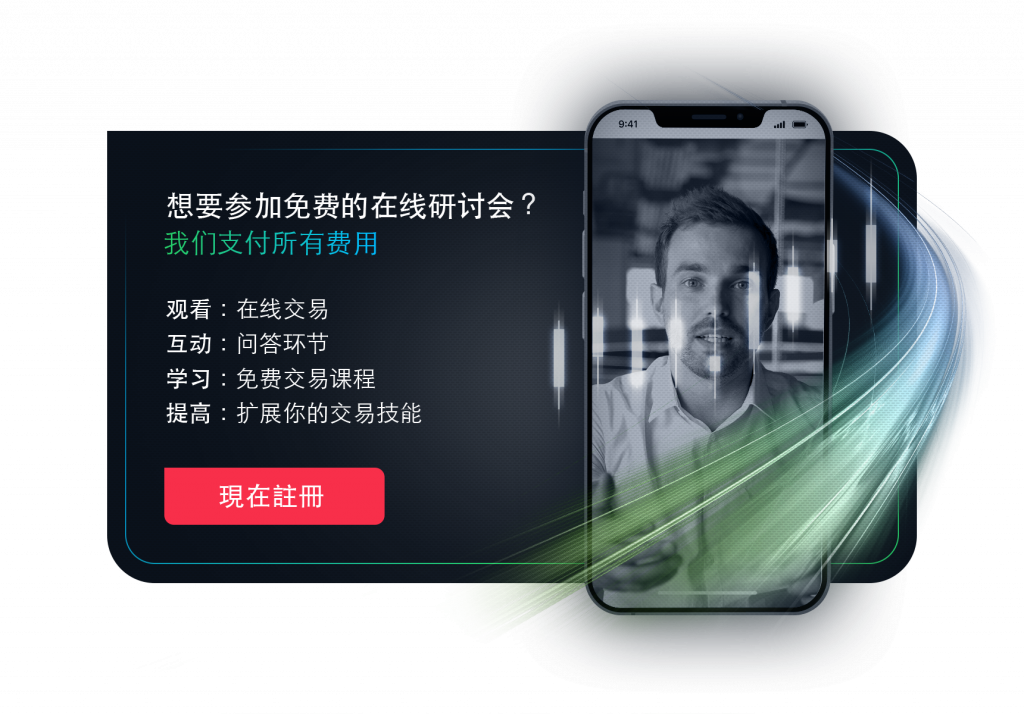 想要参加免费的在线研讨会？
我们支付所有费用
观看：在线交易
互动：问答环节
学习：免费交易课程
提高：扩展你的交易技能
現在註冊
9:41